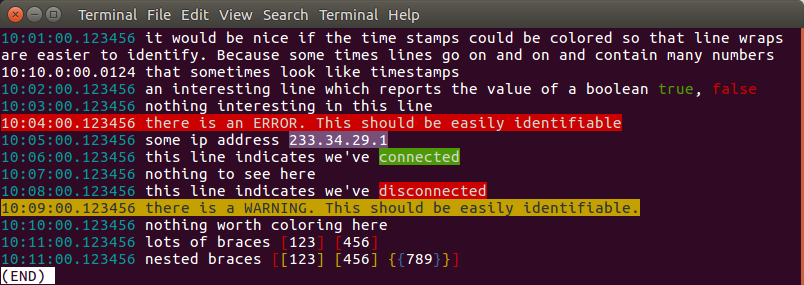 Terminal File Edit View Search Terminal Help
10:01:00.123456 it would be nice if the time stamps could be colored so that line wraps
are easier to identify. Because some times lines go on and on and contain many numbers
10:10.0:00.0124 that sometimes look like timestamps
10:02:00.123456 an interesting line which reports the value of a boolean true, false
10:03:00.123456 nothing interesting in this line
10:04:00.123456 there is an ERROR. This should be easily identifiable
10:05:00.123456 some ip address 233.34.29.1
10:06:00.123456 this line indicates we've connected
10:07:00.123456 nothing to see here
10:08:00.123456 this line indicates we've disconnected
10:09:00.123456 there is a WARNING. This should be easily identifiable.
10:10:00.123456 nothing worth coloring here
10:11:00.123456 lots of braces [123] [456]
10:11:00.123456 nested braces [[123] [456] {{789}}]
(END)